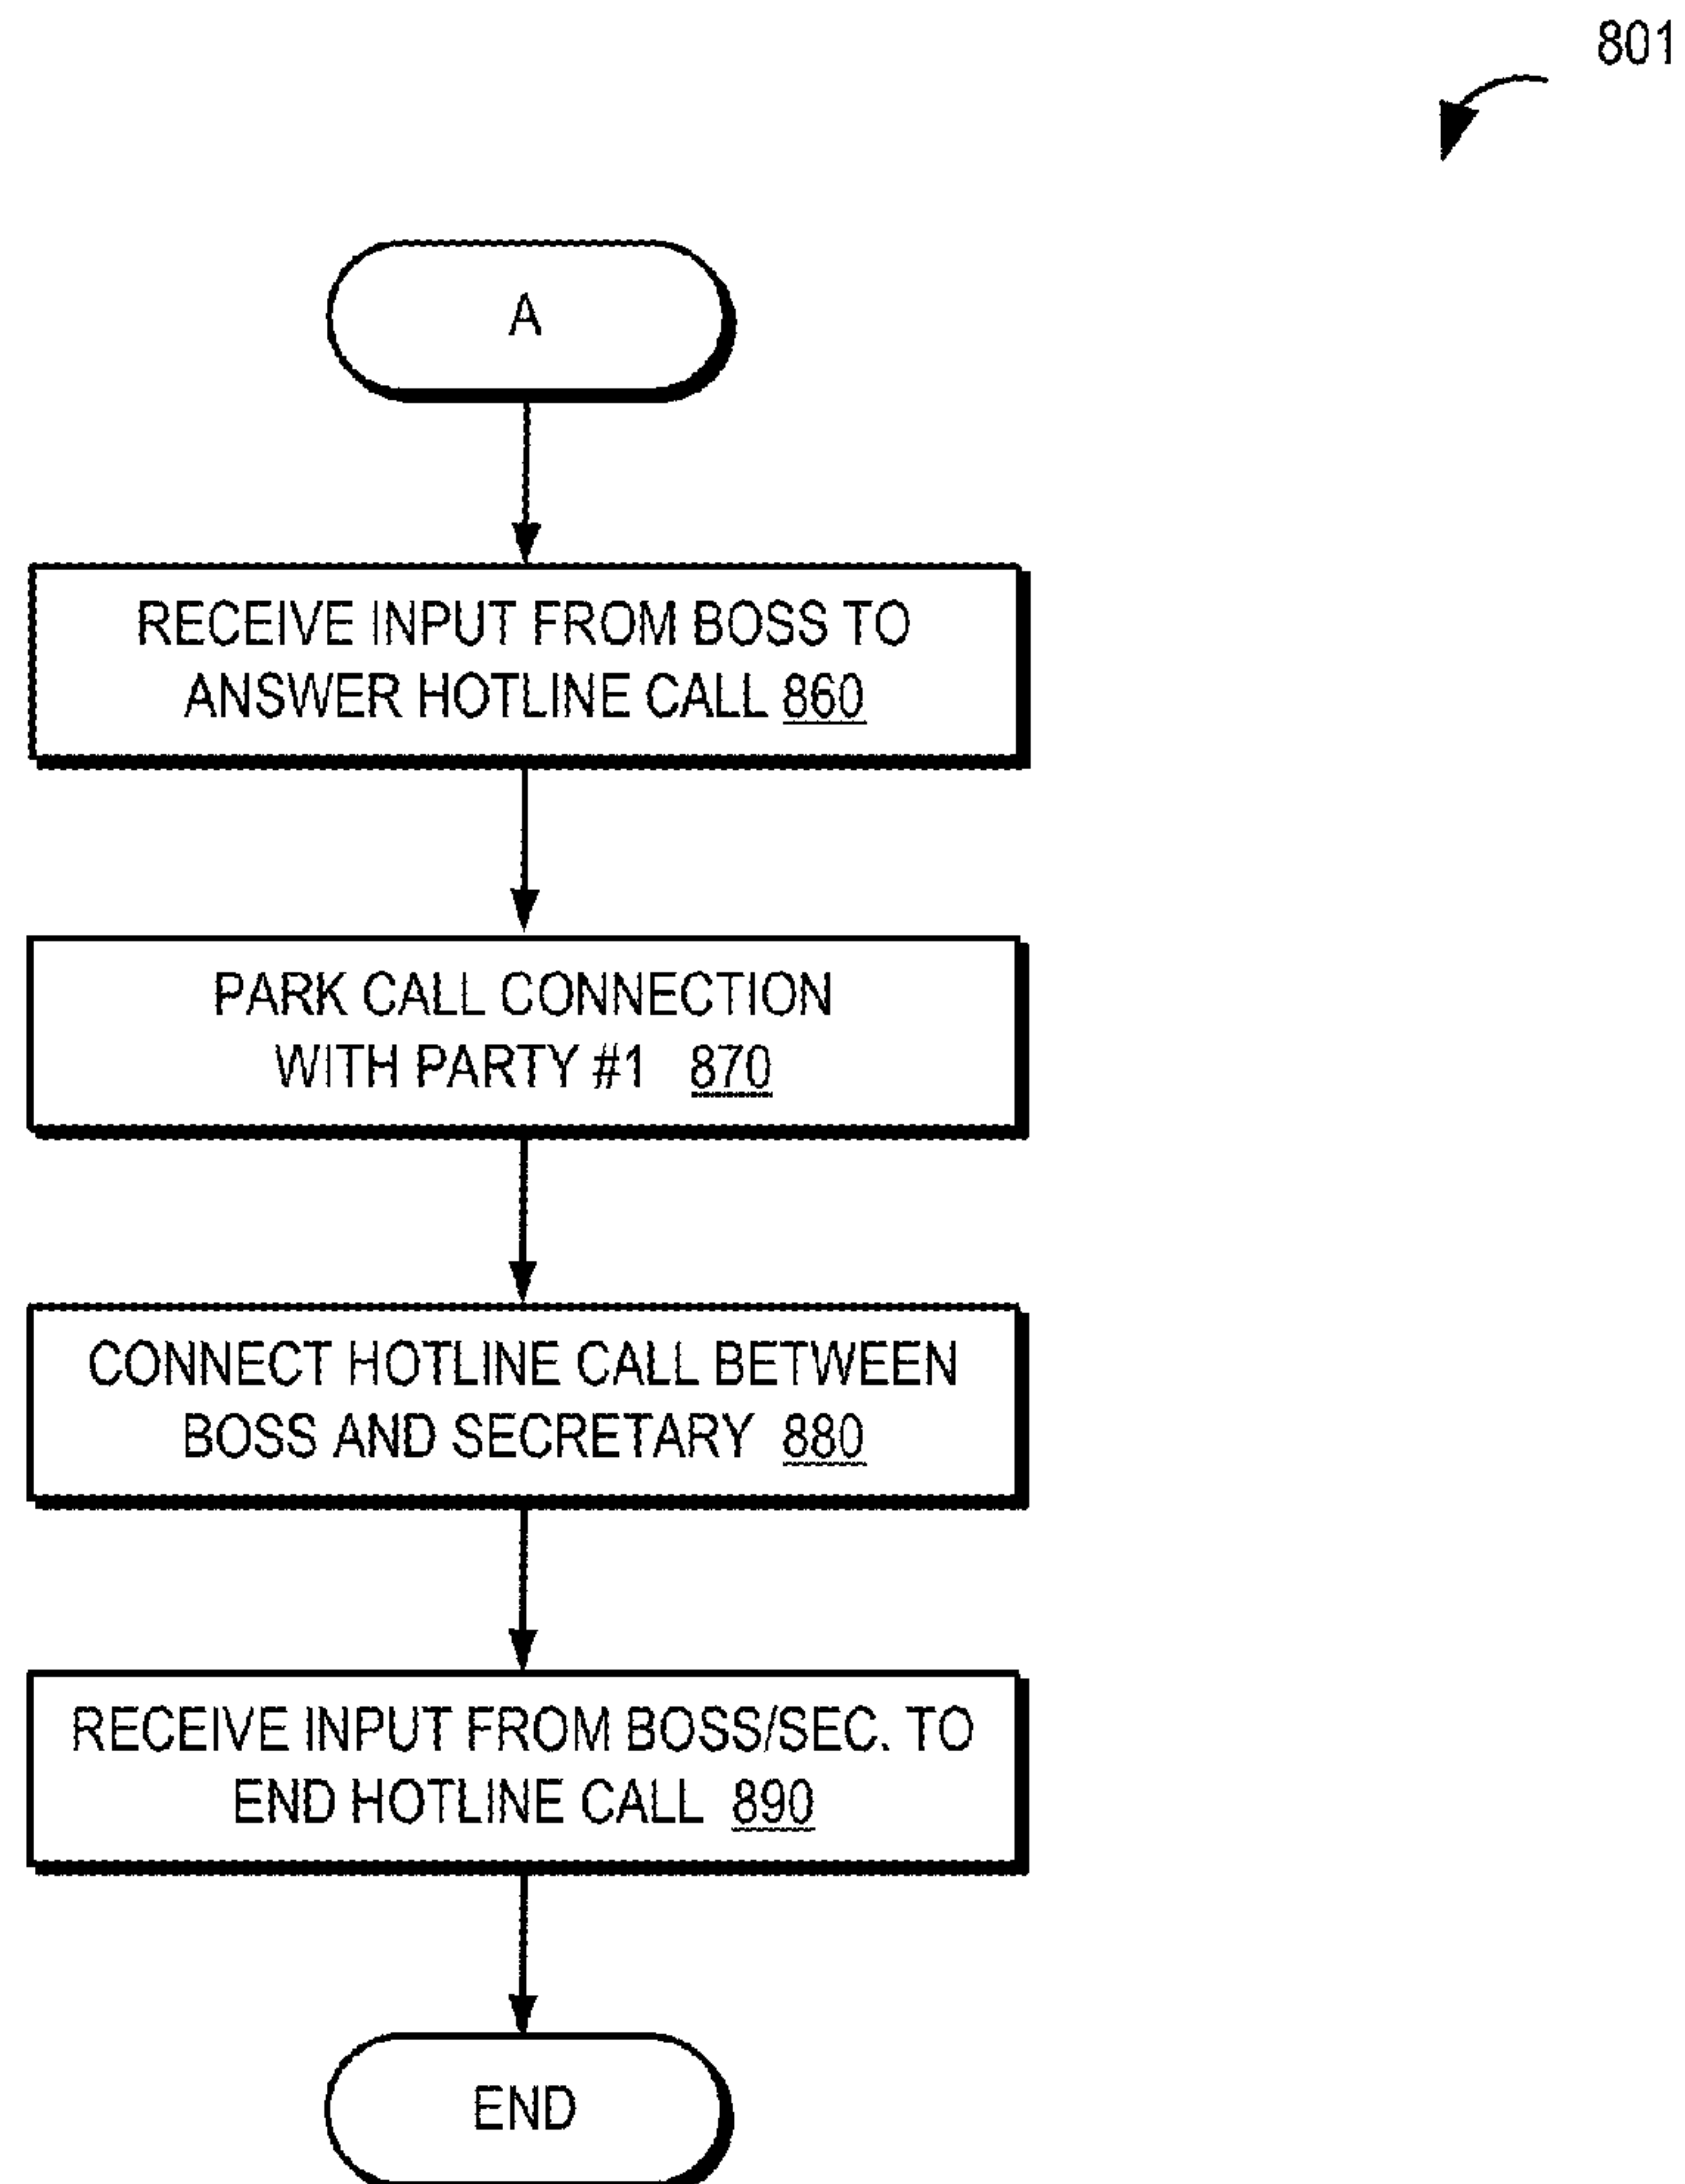 801
A
RECEIVE INPUT FROM BOSS TO
ANSWER HOTLINE CALL 860
PARK CALL CONNECTION
WITH PARTY #1 870
CONNECT HOTLINE CALL BETWEEN
BOSS AND SECRETARY 880
RECEIVE INPUT FROM BOSS/SEC. TO
END HOTLINE CALL 890
END